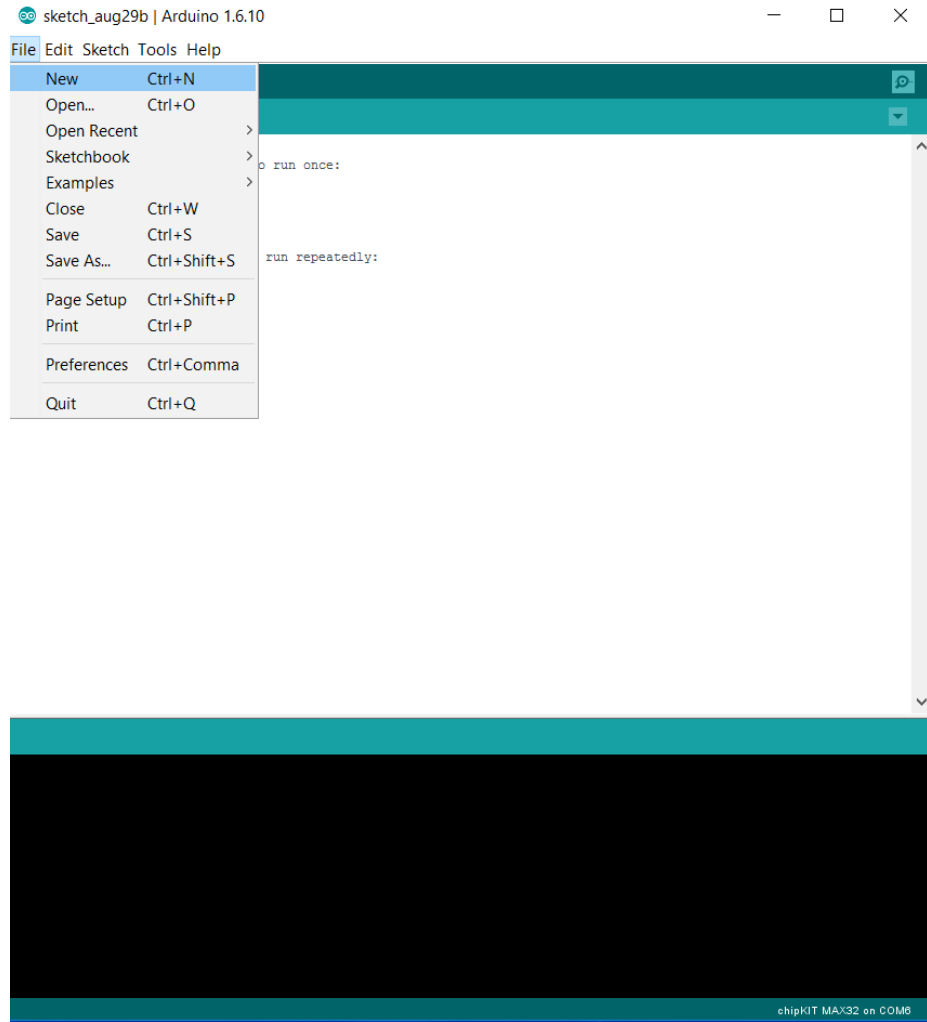 sketch_aug29b | Arduino 1.6.10
File Edit Sketch Tools Help
New Ctrl+N
Open... Ctrl+O
Open Recent
Sketchbook
run once:
Examples
Close Ctrl+W
Save Ctrl+S
Save As... Ctrl+Shift+S
run repeatedly:
Page Setup Ctrl+Shift+P
Print Ctrl+P
Preferences Ctrl+Comma
Quit Ctrl+Q
chipKIT MAX32 on COM6